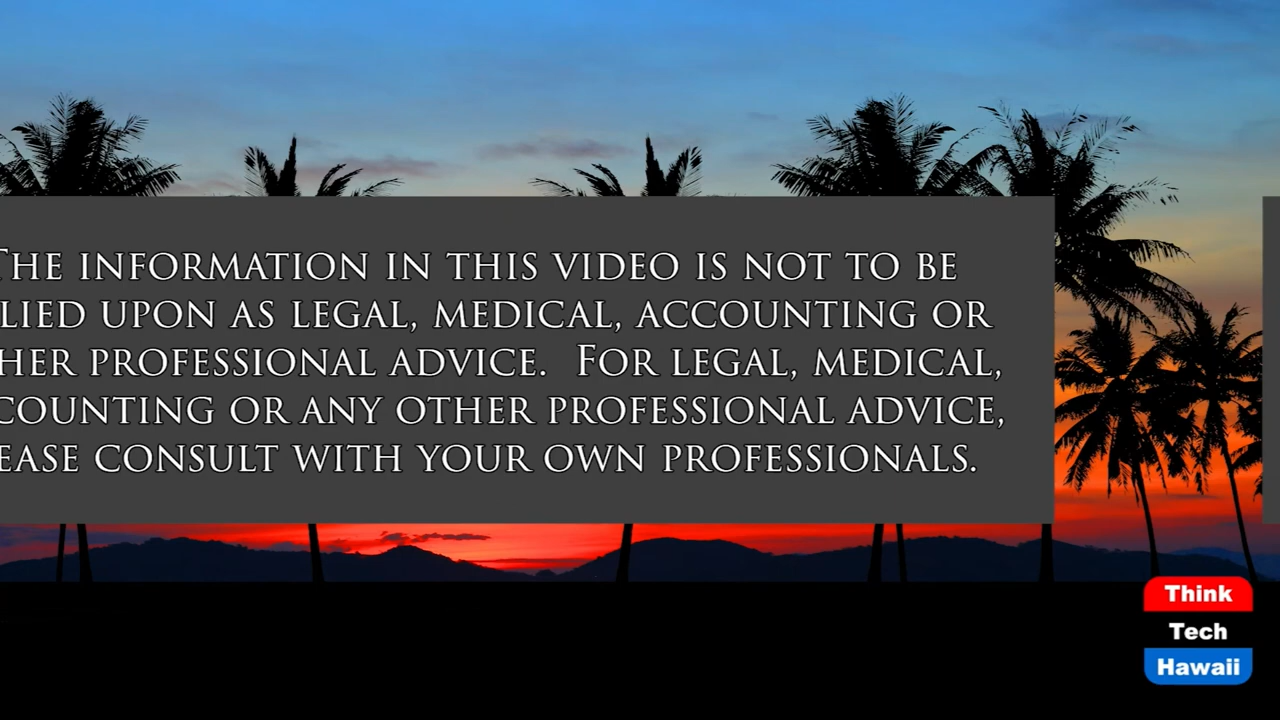 THE INFORMATION IN THIS VIDEO IS NOT TO BE
LIED UPON AS LEGAL, MEDICAL, ACCOUNTING OR
HER PROFESSIONAL ADVICE. FOR LEGAL, MEDICAL,
COUNTING OR ANY OTHER PROFESSIONAL ADVICE,
EASE CONSULT WITH YOUR OWN PROFESSIONALS.
Think
Tech
Hawaii